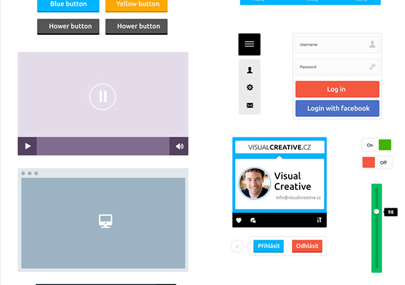 Blue button
Yellow button
Hower button
Hower button
Username
Password
Log in
Login with facebook
VISUALCREATIVE.CZ
Visual
Creative
info@visualcreative.cz
Přihlásit
Odhlásit
On
Off
98